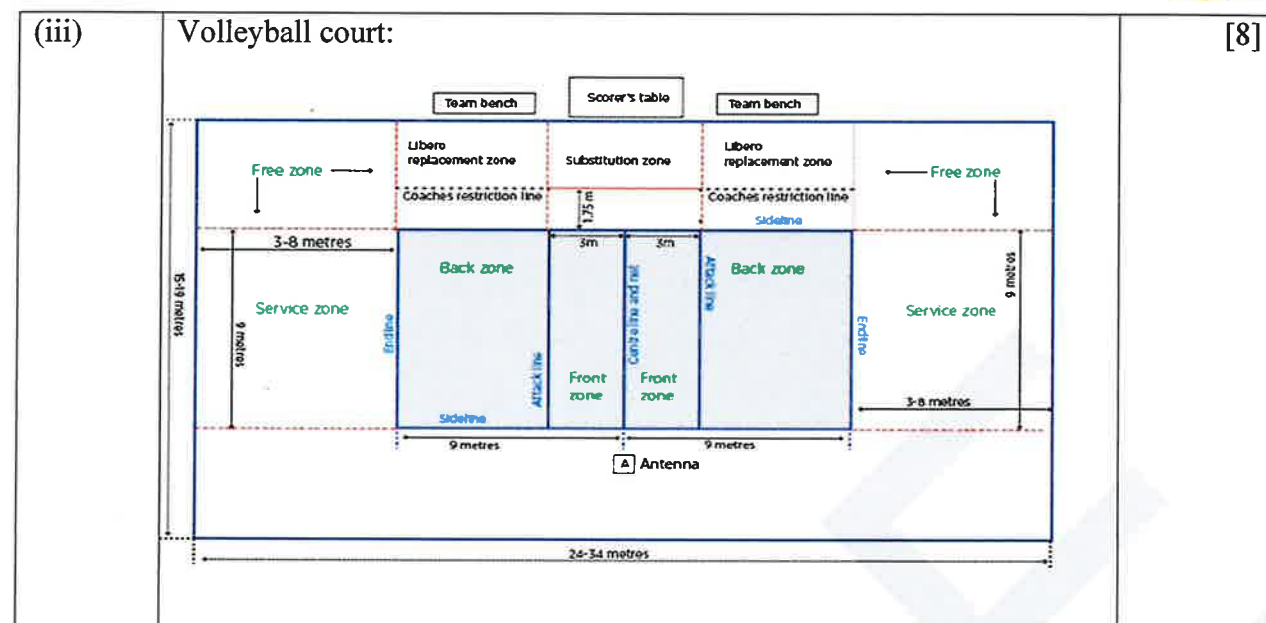 (iii)
Volleyball court:
[8]
Team bench
Scorer's table
Team bench
Libero
replacement zone
Substitution zone
Libero
replacement zone
Free zone
Free zone
Coaches restriction line
1.75 m
Coaches restriction line
Sideline
3-8 metres
3m
3m
Back zone
Attack line
Back zone
9 metres
15-19 metres
Service zone
9 metres
Endline
Centre line and net
Endline
Service zone
Attack line
Front
zone
Front
zone
3-8 metres
Sideline
9 metres
9 metres
A Antenna
24-34 metres